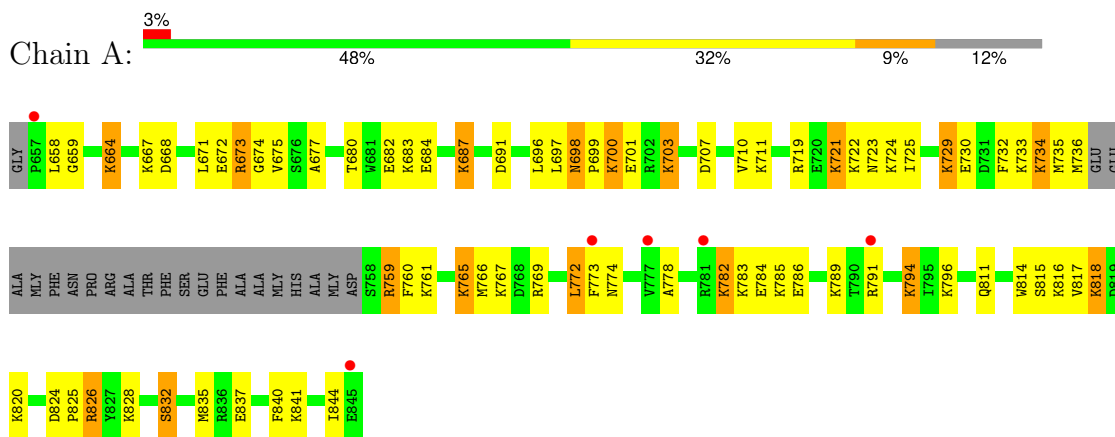 3%
Chain A:
48% 32% 9% 12%
GLY P657 L658 G659 K664 K667 D668 L671 E672 R673 G674 V675 S676 A677 T680 W681 E682 K683 E684 K687 D691 L696 L697 N698 P699 K700 E701 R702 K703 D707 V710 K711 R719 E720 K721 K722 N723 K724 I725 K729 E730 D731 F732 K733 K734 M735 M736 GLU GLU
ALA MLY PHE ASN PRO ARG ALA THR PHE SER GLU PHE ALA ALA MLY HIS ALA MLY ASP S758 R759 F760 K761 K765 M766 K767 D768 R769 L772 F773 N774 V777 A778 R781 K782 K783 E784 K785 E786 K789 T790 R791 K794 I795 K796 Q811 W814 S815 K816 V817 K818 D819
K820 D824 P825 R826 Y827 K828 S832 M835 R836 E837 F840 K841 I844 E845